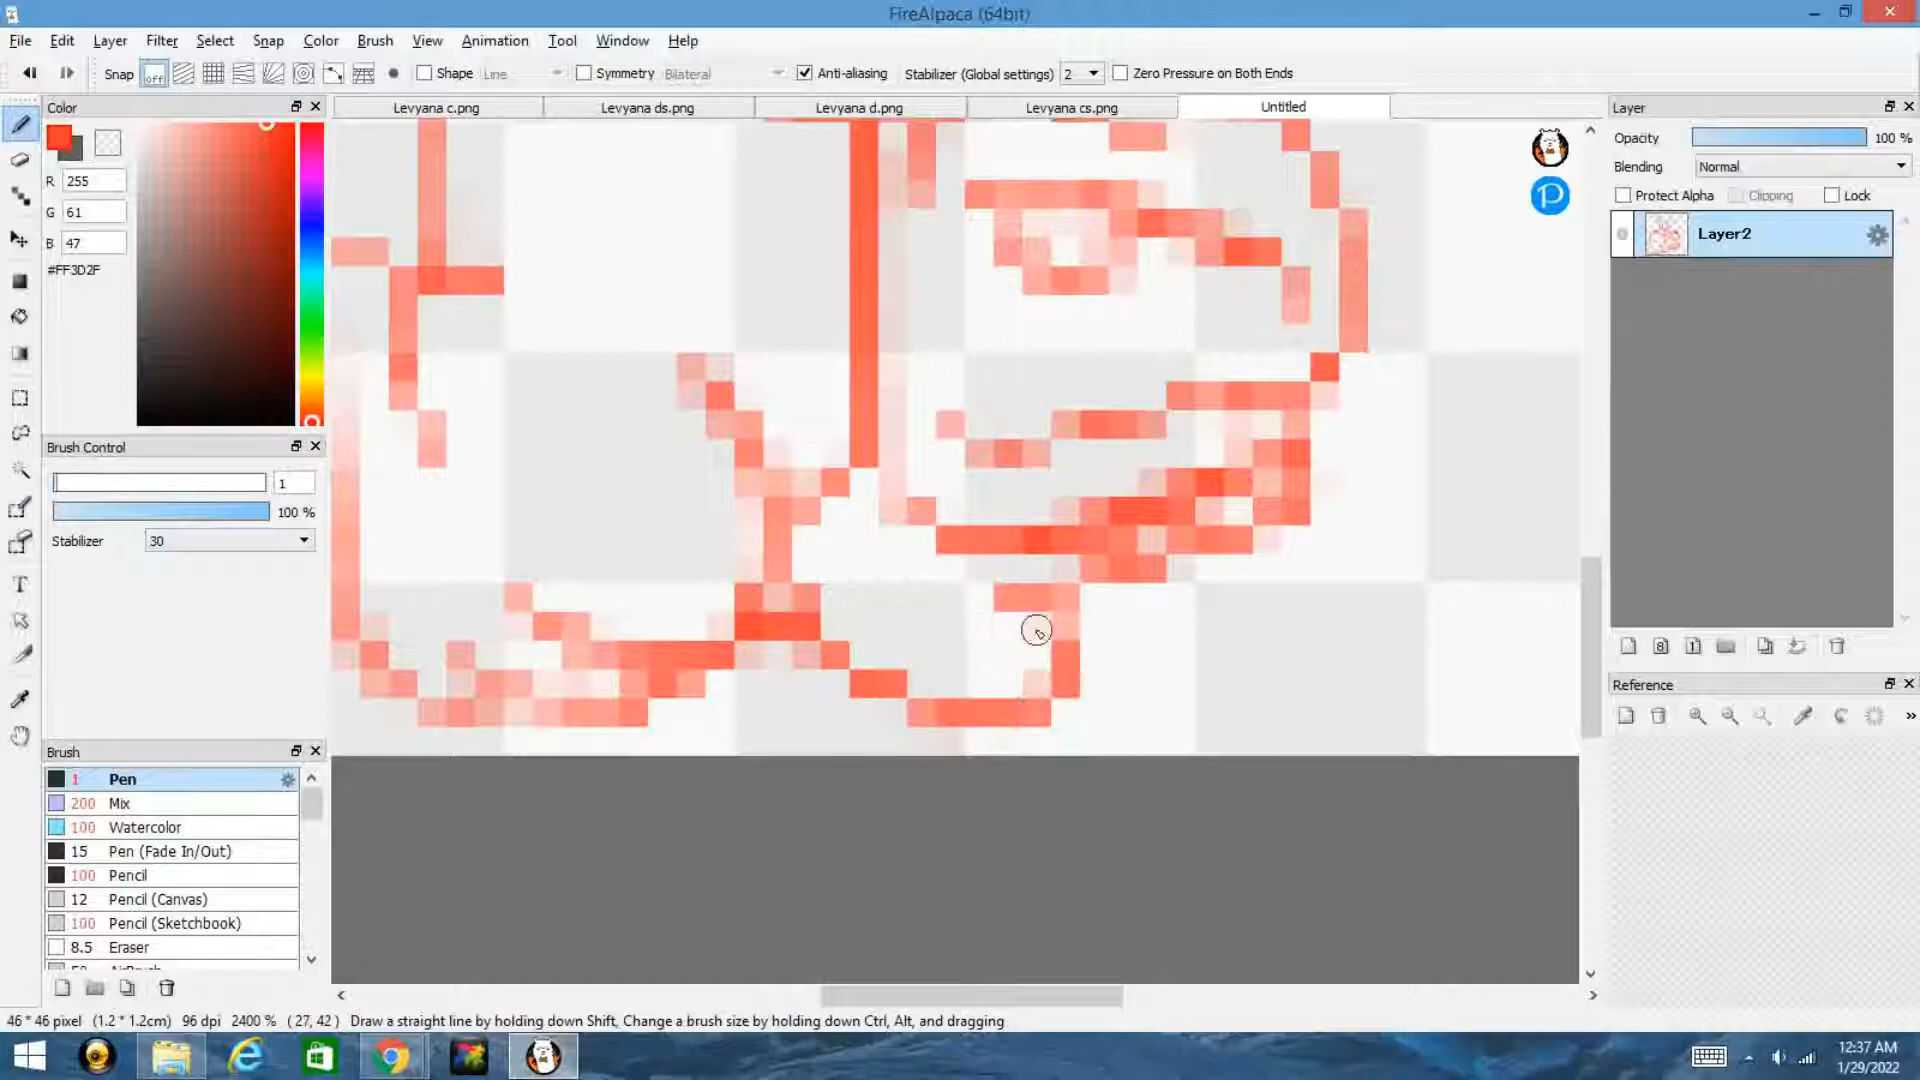 FireAlpaca (64bit)
File Edit Layer Filter Select Snap Color Brush View Animation Tool Window Help
Snap off Shape Line Symmetry Bilateral Anti-aliasing Stabilizer (Global settings) 2 Zero Pressure on Both Ends
Color Levyana c.png Levyana ds.png Levyana d.png Levyana cs.png Untitled Layer
Opacity 100 %
Blending Normal
R 255
Protect Alpha Clipping Lock
G 61
Layer2
B 47
#FF3D2F
Brush Control
1
100 %
Stabilizer 30
T
8 1
Reference
Brush
1 Pen
200 Mix
100 Watercolor
15 Pen (Fade In/Out)
100 Pencil
12 Pencil (Canvas)
100 Pencil (Sketchbook)
8.5 Eraser
46 * 46 pixel (1.2 * 1.2cm) 96 dpi 2400 % ( 27, 42 ) Draw a straight line by holding down Shift, Change a brush size by holding down Ctrl, Alt, and dragging
12:37 AM
1/29/2022